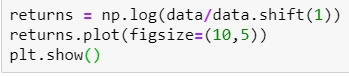 returns = np.log(data/data.shift(1))
returns.plot(figsize=(10,5))
plt.show()